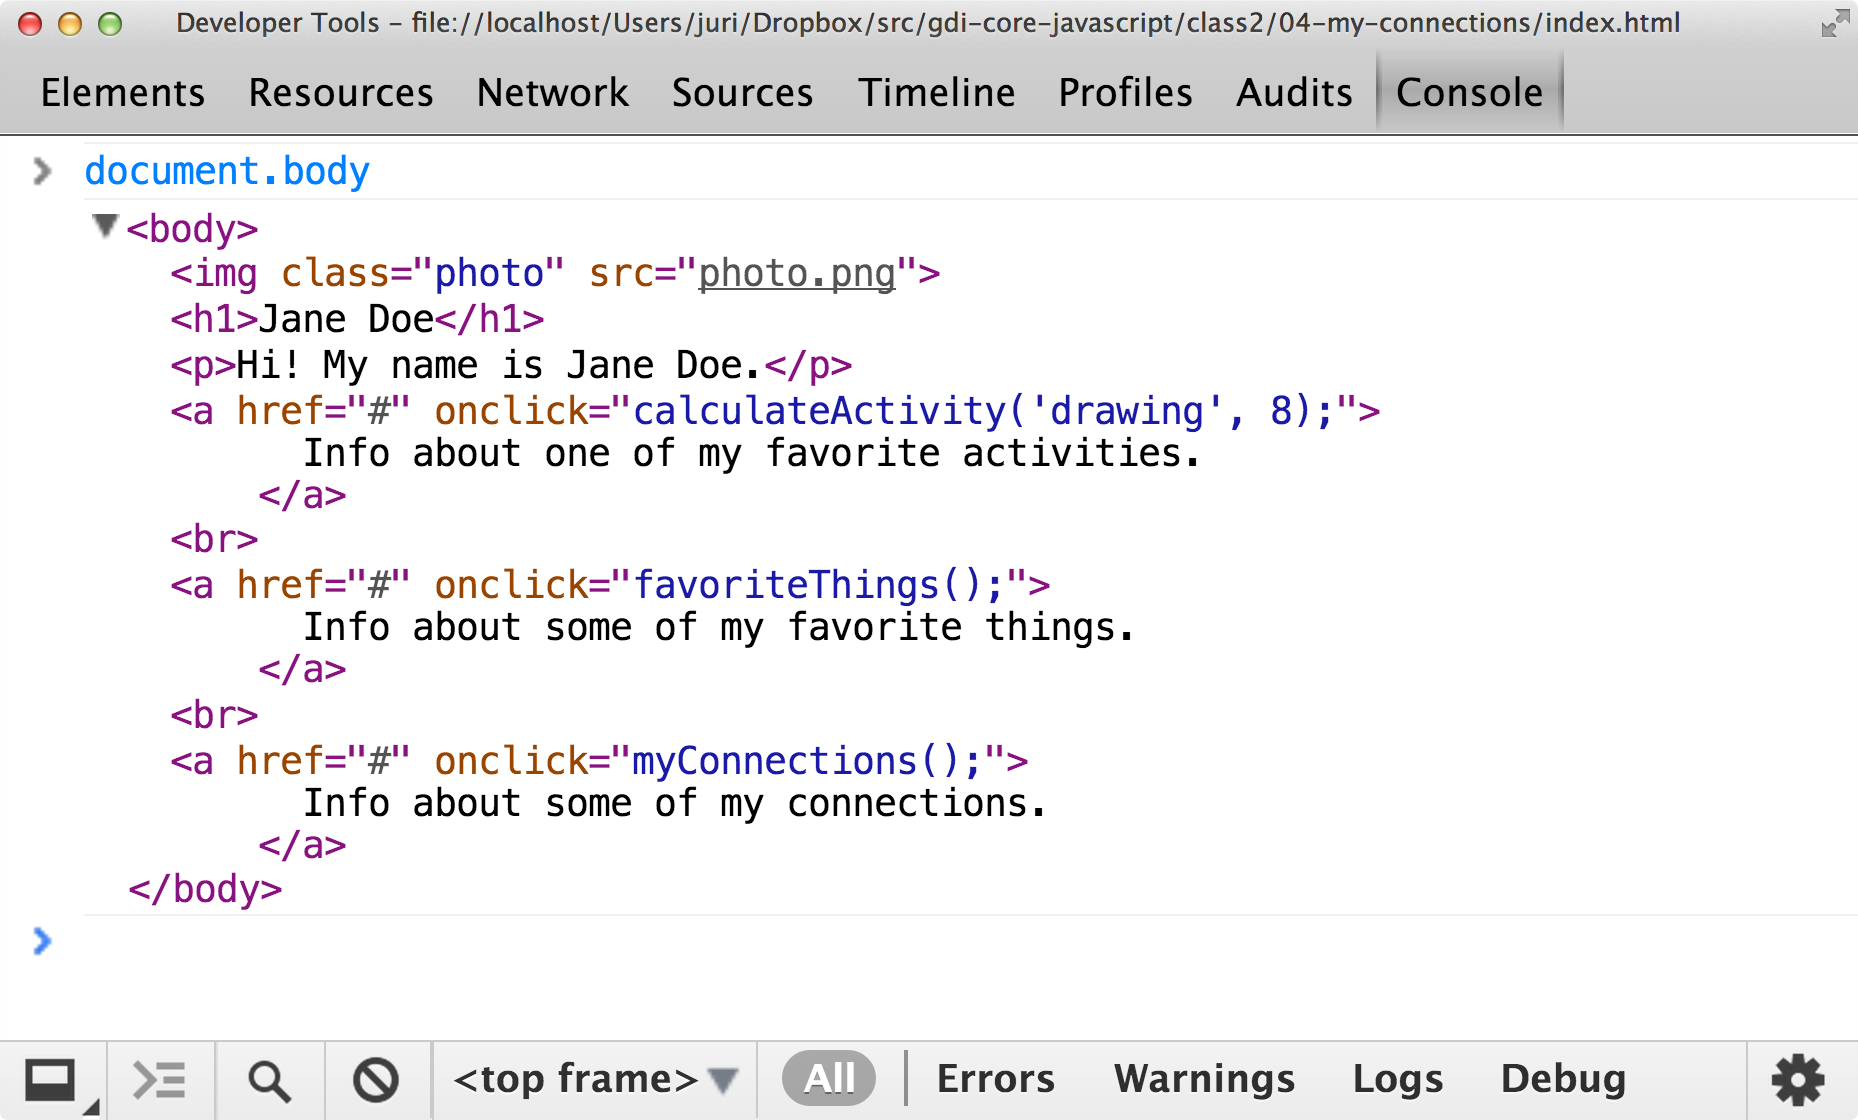 Developer Tools - file://localhost/Users/juri/Dropbox/src/gdi-core-javascript/class2/04-my-connections/index.html
Elements Resources Network Sources Timeline Profiles Audits Console
document.body
<body>
<img class="photo" src="photo.png">
<h1>Jane Doe</h1>
<p>Hi! My name is Jane Doe.</p>
<a href="#" onclick="calculateActivity('drawing', 8);">
Info about one of my favorite activities.
</a>
<br>
<a href="#" onclick="favoriteThings();">
Info about some of my favorite things.
</a>
<br>
<a href="#" onclick="myConnections();">
Info about some of my connections.
</a>
</body>
<top frame> All Errors Warnings Logs Debug